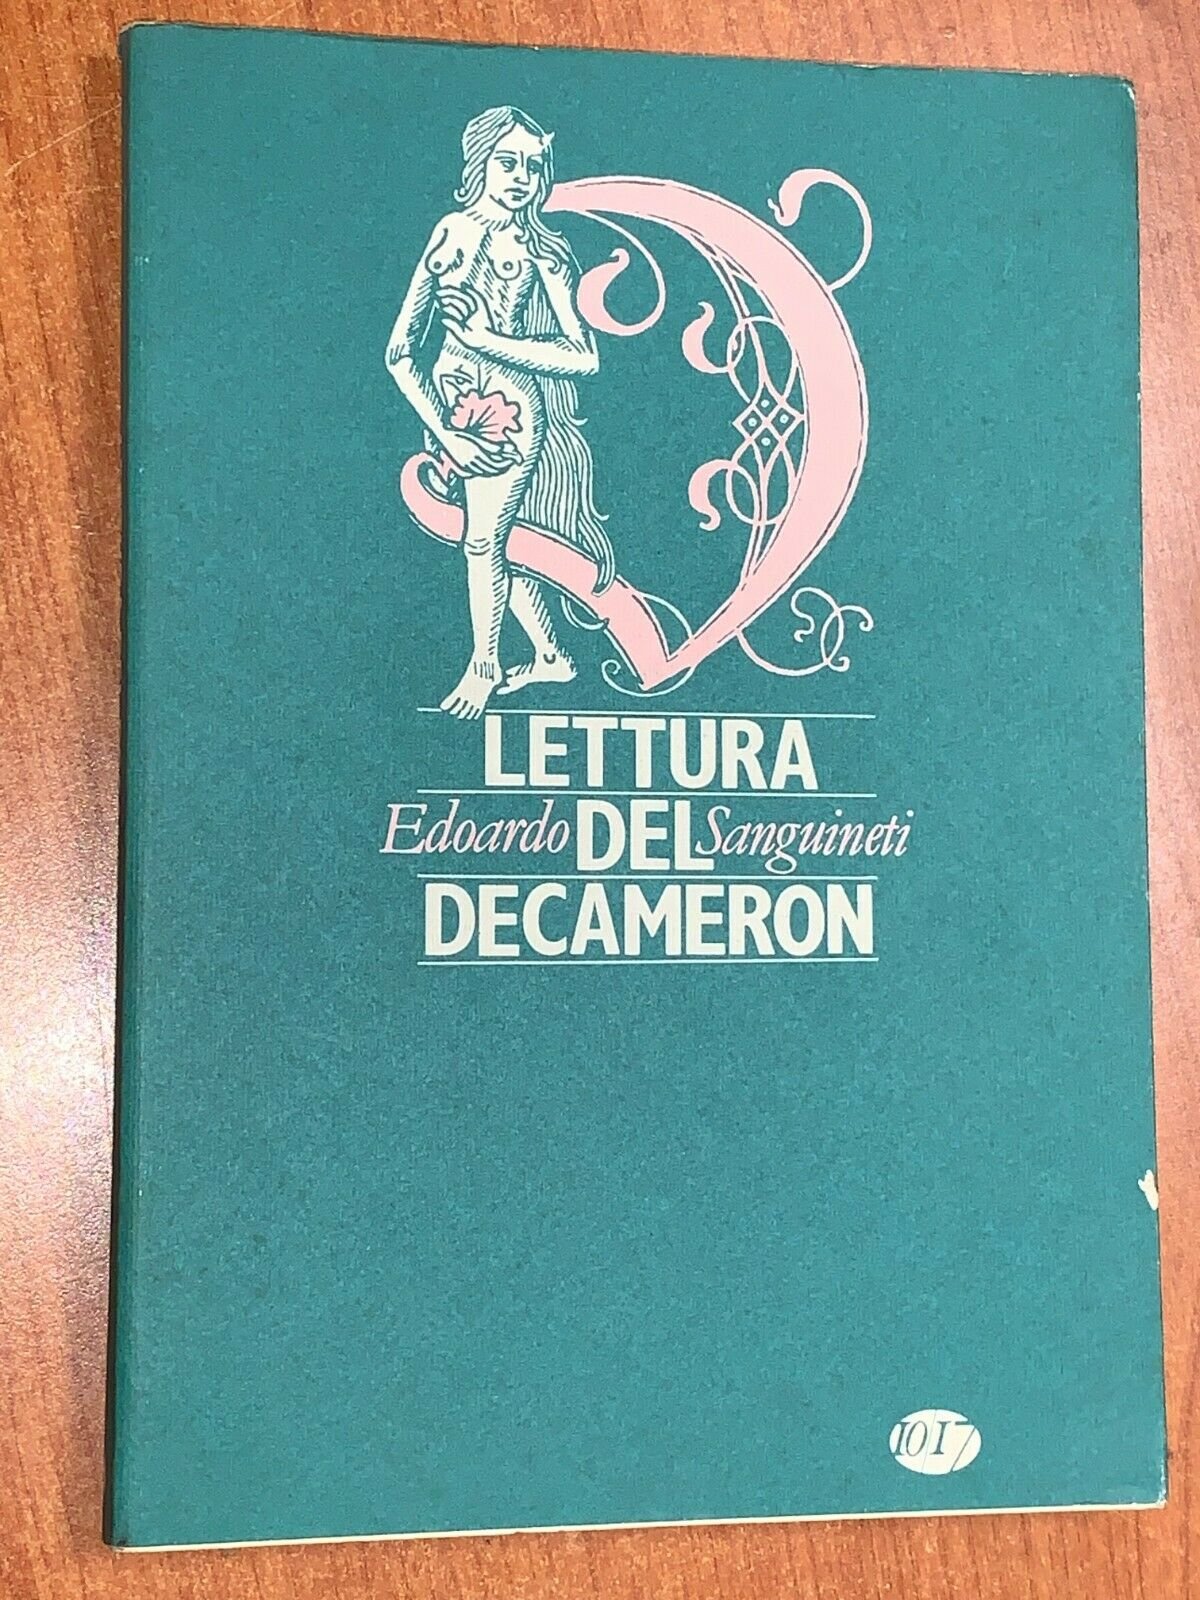 LETTURA
Edoardo DEL Sanguineti
DECAMERON
10/17